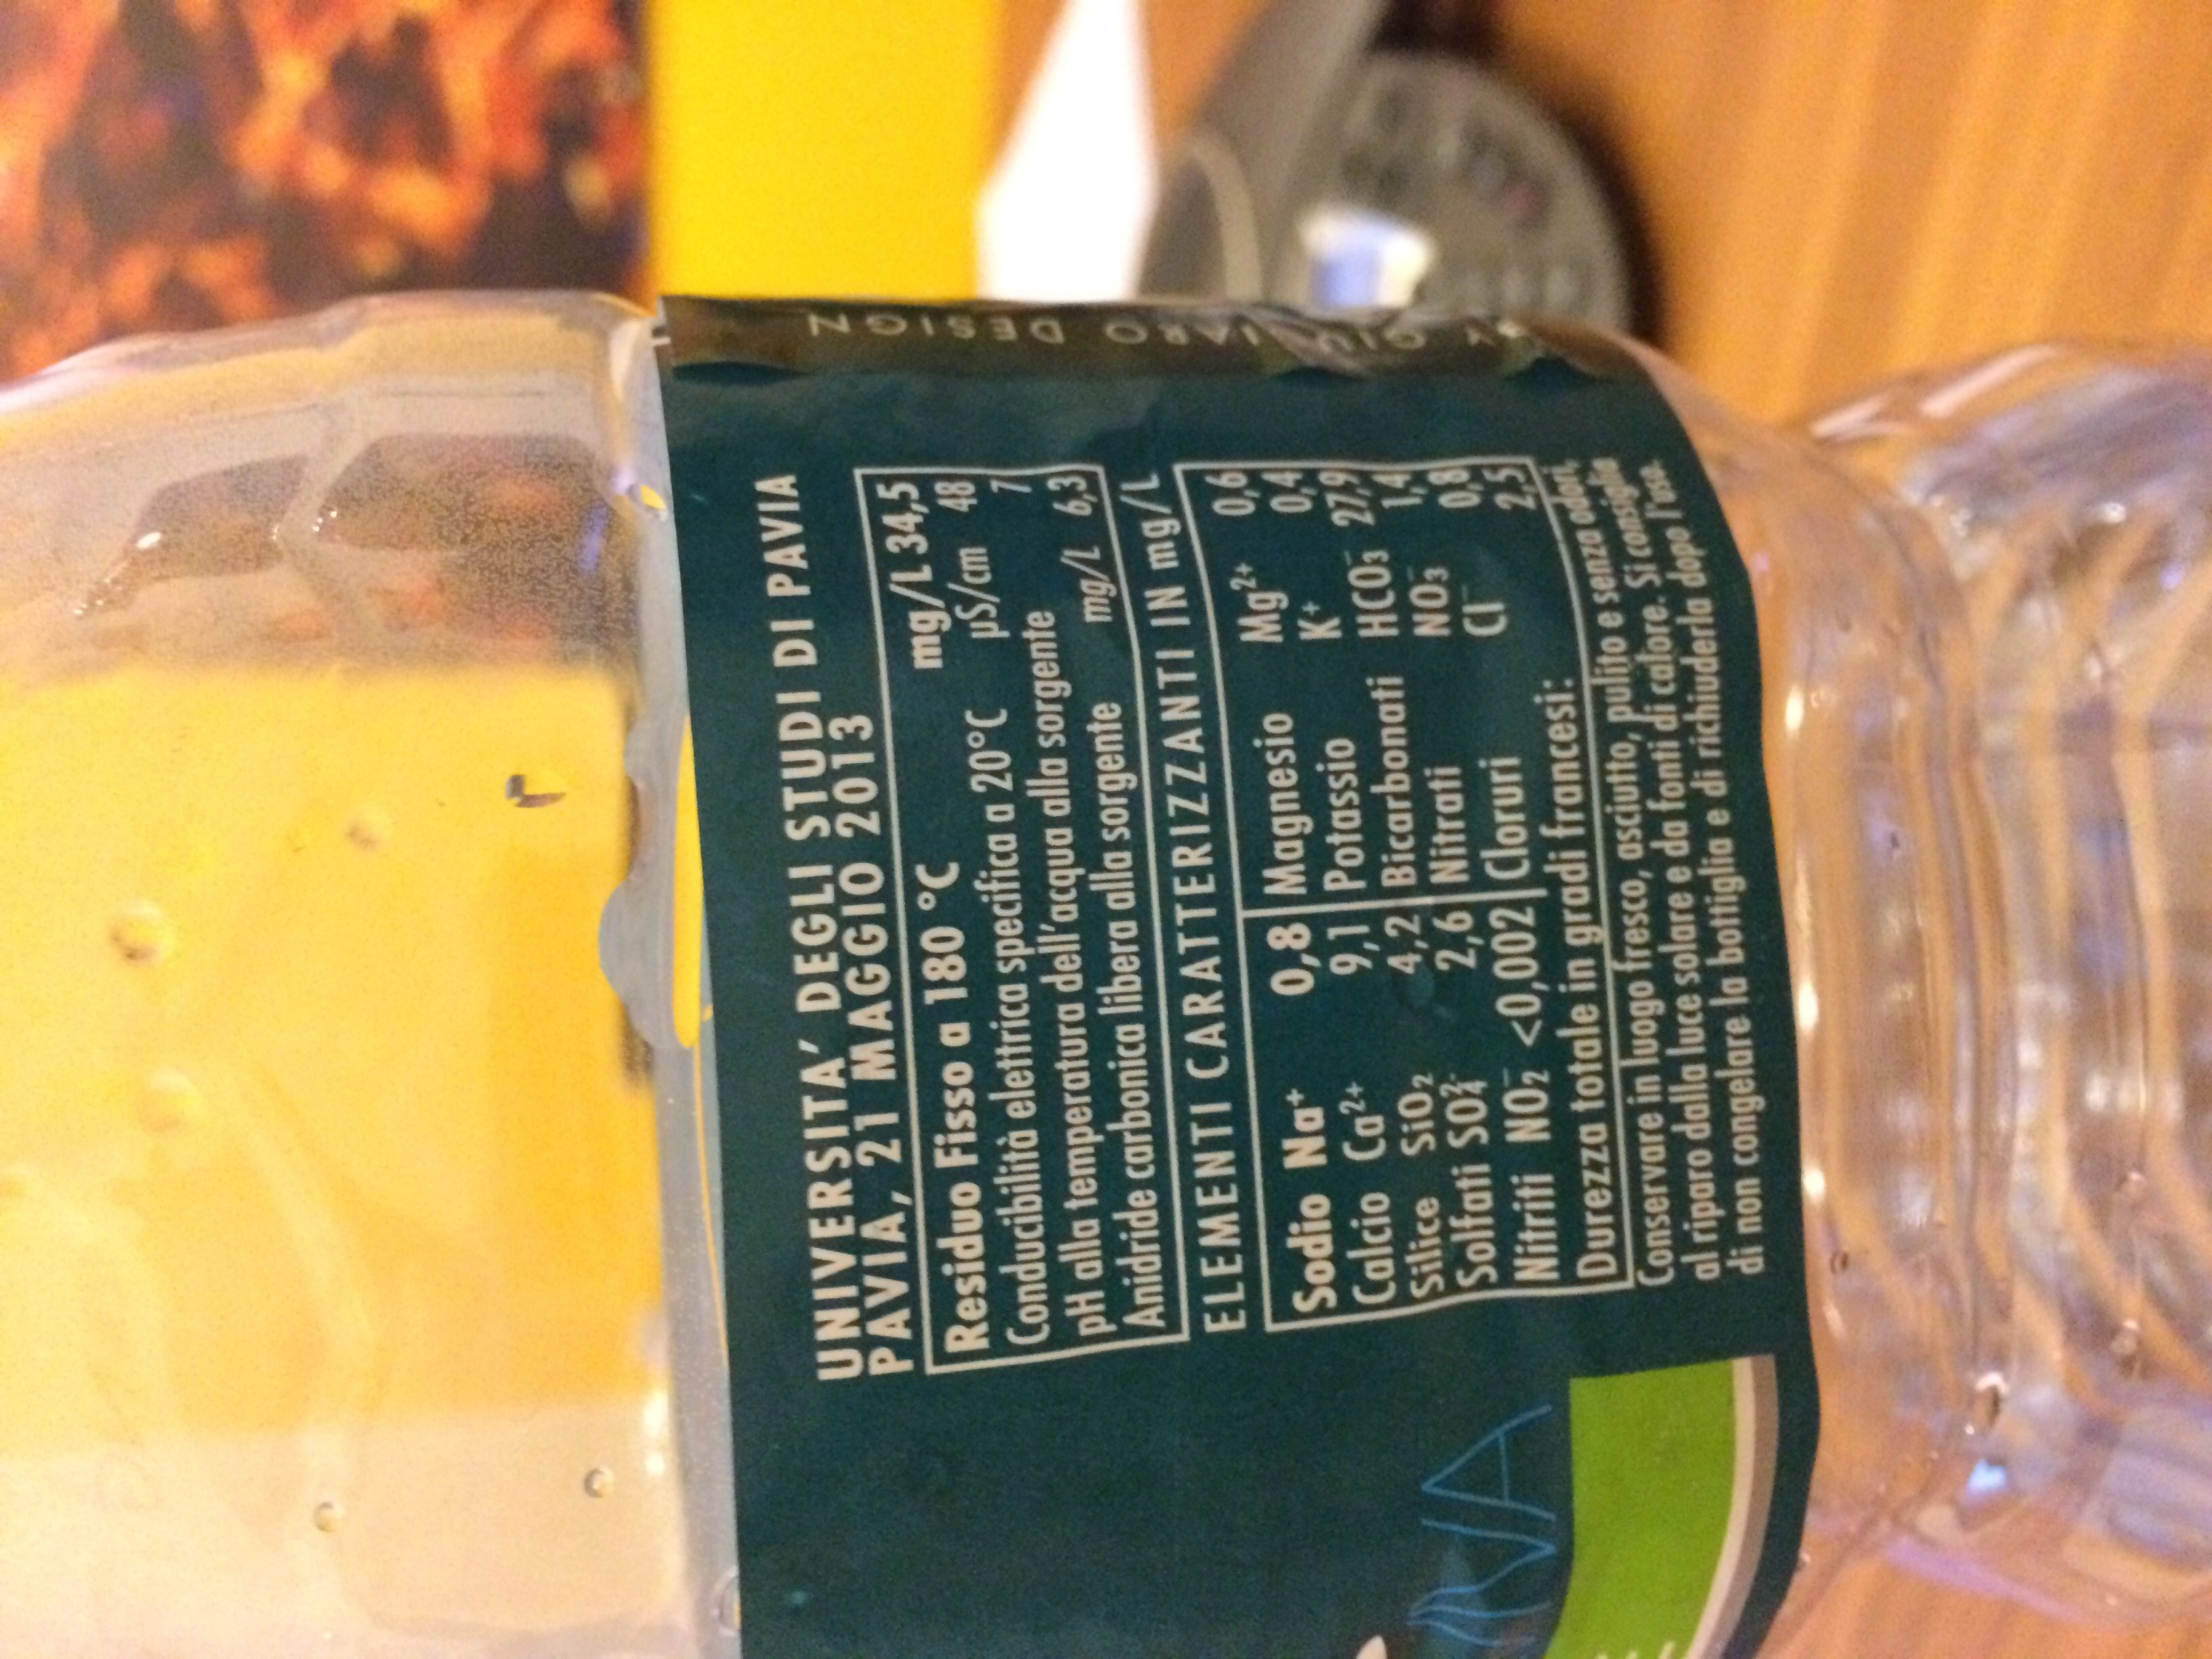 UNIVERSITA' DEGLI STUDI DI PAVIA
PAVIA, 21 MAGGIO 2013
Residuo Fisso a 180 °C mg/L 34,5
Conducibilità elettrica specifica a 20°C µS/cm 48
pH alla temperatura dell'acqua alla sorgente 7
Anidride carbonica libera alla sorgente mg/L 6,3
ELEMENTI CARATTERIZZANTI IN mg/L
Sodio Na⁺ 0,8 Magnesio Mg²⁺ 0,6
Calcio Ca²⁺ 9,1 Potassio K⁺ 0,4
Silice SiO₂ 4,2 Bicarbonati HCO₃⁻ 27,9
Solfati SO₄²⁻ 2,6 Nitrati NO₃⁻ 1,4
Nitriti NO₂⁻ <0,002 Cloruri Cl⁻ 0,8
Durezza totale in gradi francesi: 2,5
Conservare in luogo fresco, asciutto, pulito e senza odori,
al riparo dalla luce solare e da fonti di calore. Si consiglia
di non congelare la bottiglia e di richiuderla dopo l'uso.
BY GIUGIARO DESIGN